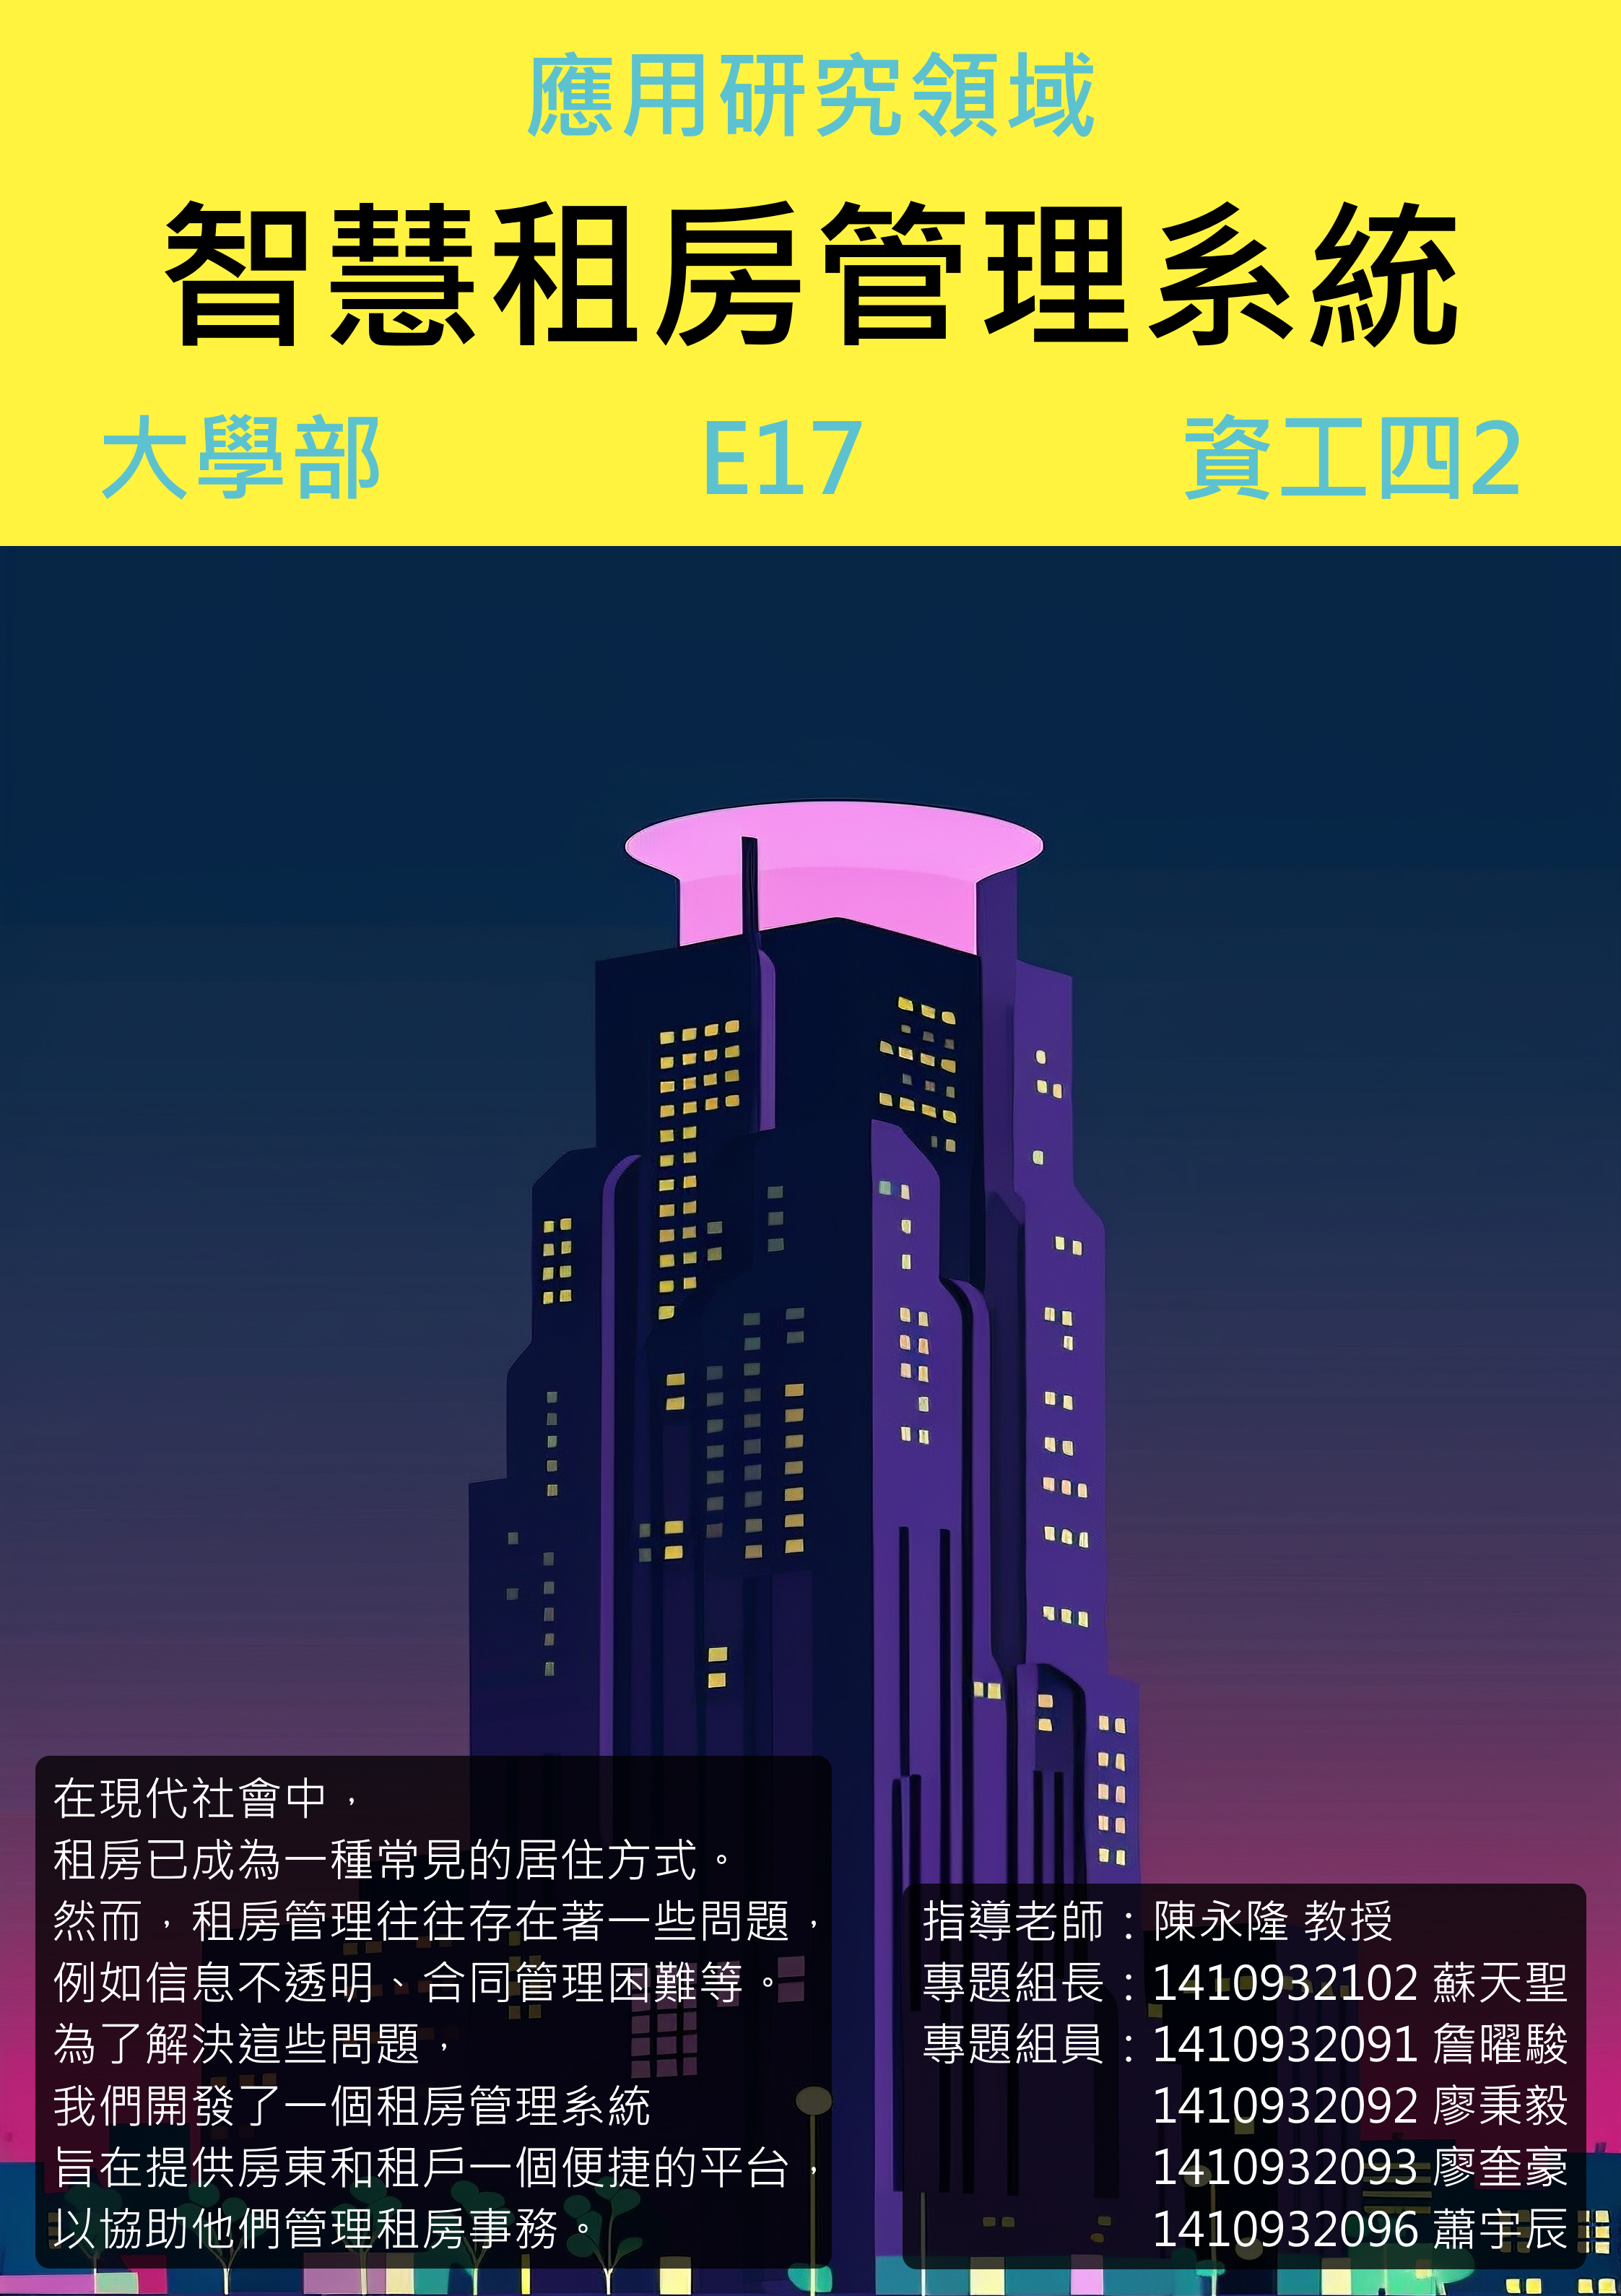 應用研究領域
智慧租房管理系統
大學部 E17 資工四2
在現代社會中，
租房已成為一種常見的居住方式。
然而，租房管理往往存在著一些問題，
例如信息不透明、合同管理困難等。
為了解決這些問題，
我們開發了一個租房管理系統
旨在提供房東和租戶一個便捷的平台，
以協助他們管理租房事務。
指導老師：陳永隆 教授
專題組長：1410932102 蘇天聖
專題組員：1410932091 詹曜駿
1410932092 廖秉毅
1410932093 廖奎豪
1410932096 蕭宇辰